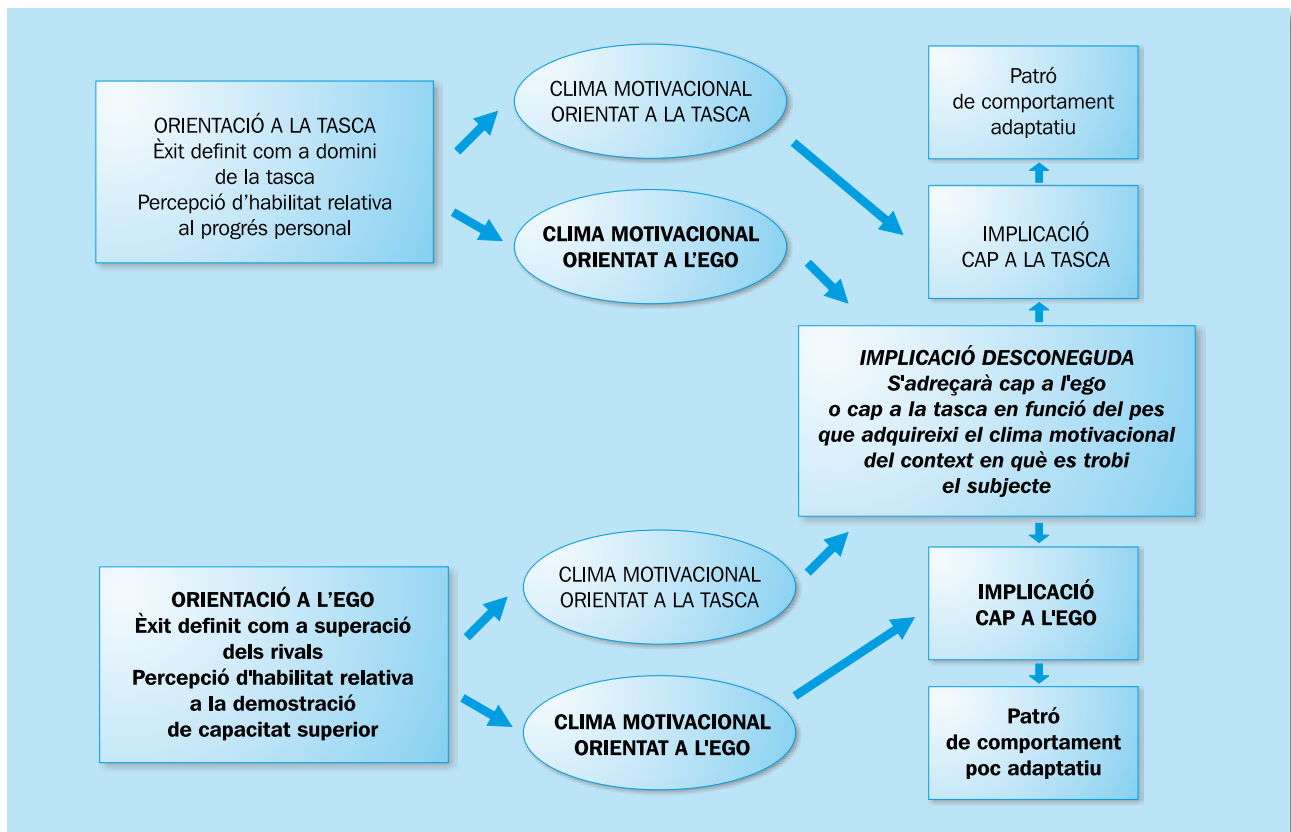 ORIENTACIÓ A LA TASCA
Èxit definit com a domini
de la tasca
Percepció d’habilitat relativa
al progrés personal
CLIMA MOTIVACIONAL
ORIENTAT A LA TASCA
CLIMA MOTIVACIONAL
ORIENTAT A L’EGO
Patró
de comportament
adaptatiu
IMPLICACIÓ
CAP A LA TASCA
IMPLICACIÓ DESCONEGUDA
S'adreçarà cap a l'ego
o cap a la tasca en funció del pes
que adquireixi el clima motivacional
del context en què es trobi
el subjecte
ORIENTACIÓ A L’EGO
Èxit definit com a superació
dels rivals
Percepció d'habilitat relativa
a la demostració
de capacitat superior
CLIMA MOTIVACIONAL
ORIENTAT A LA TASCA
CLIMA MOTIVACIONAL
ORIENTAT A L'EGO
IMPLICACIÓ
CAP A L'EGO
Patró
de comportament
poc adaptatiu